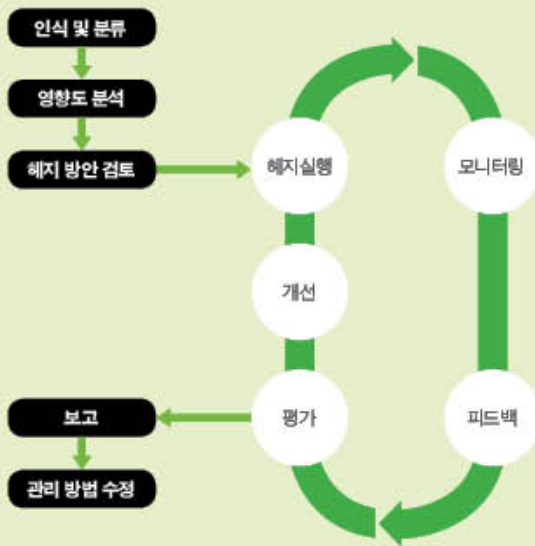 인식 및 분류
영향도 분석
헤지 방안 검토
헤지실행
모니터링
개선
보고
평가
피드백
관리 방법 수정